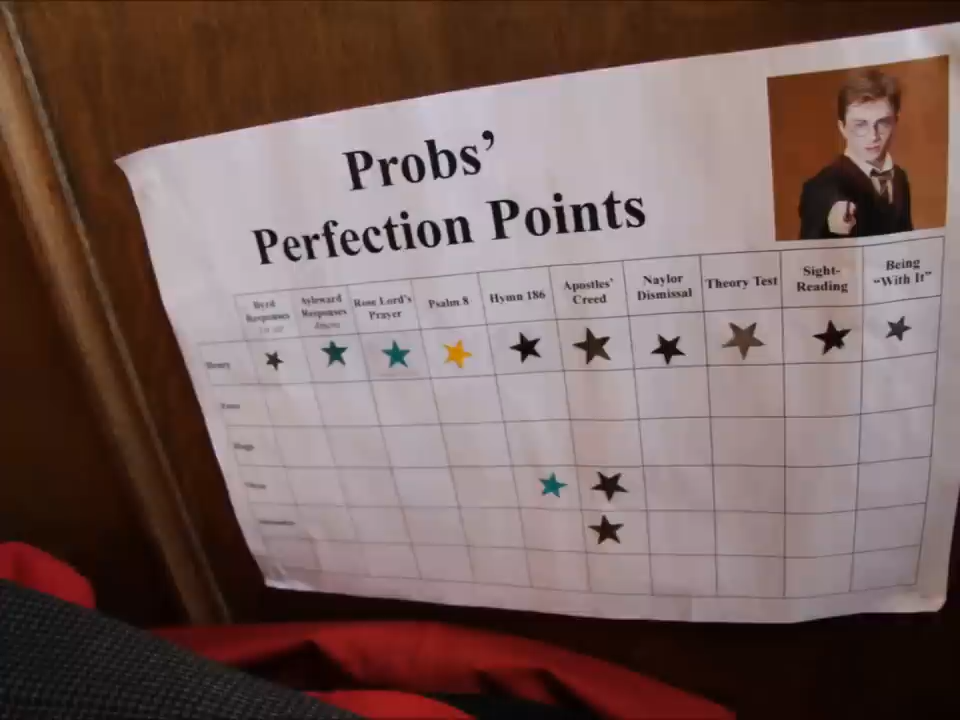 Probs'
Perfection Points
Byrd Responses
Ayleward Responses
Rose Lord's Prayer
Psalm 8
Hymn 186
Apostles' Creed
Naylor Dismissal
Theory Test
Sight-Reading
Being "With It"
Henry